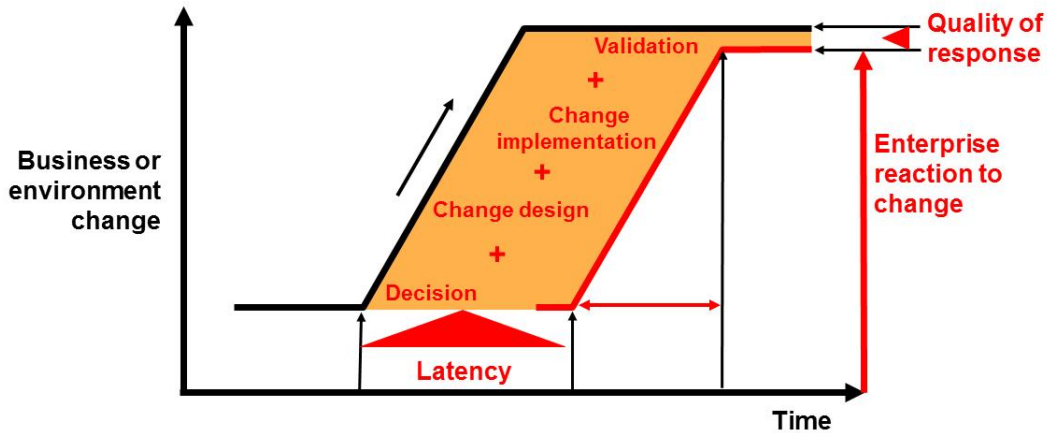 Quality of
response
Validation
+
Change
implementation
+
Change design
+
Decision
Business or
environment
change
Enterprise
reaction to
change
Latency
Time